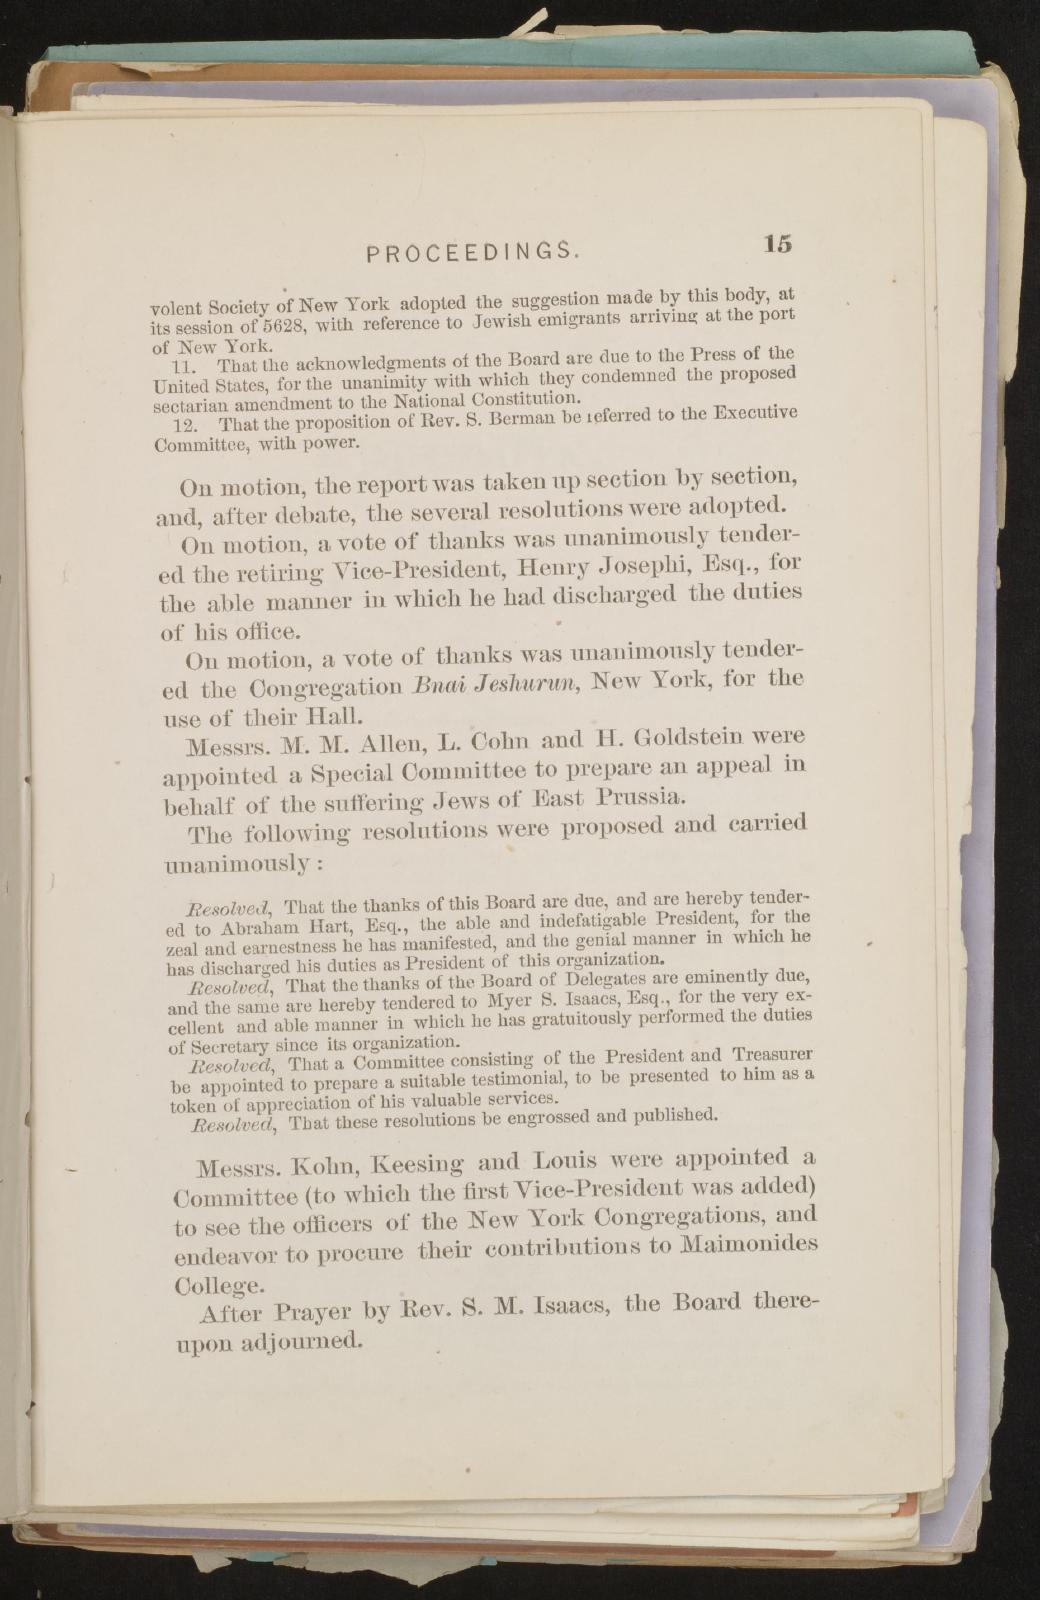 PROCEEDINGS. 15
volent Society of New York adopted the suggestion made by this body, at
its session of 5628, with reference to Jewish emigrants arriving at the port
of New York.
11. That the acknowledgments of the Board are due to the Press of the
United States, for the unanimity with which they condemned the proposed
sectarian amendment to the National Constitution.
12. That the proposition of Rev. S. Berman be referred to the Executive
Committee, with power.
On motion, the report was taken up section by section,
and, after debate, the several resolutions were adopted.
On motion, a vote of thanks was unanimously tender-
ed the retiring Vice-President, Henry Josephi, Esq., for
the able manner in which he had discharged the duties
of his office.
On motion, a vote of thanks was unanimously tender-
ed the Congregation Bnai Jeshurun, New York, for the
use of their Hall.
Messrs. M. M. Allen, L. Cohn and H. Goldstein were
appointed a Special Committee to prepare an appeal in
behalf of the suffering Jews of East Prussia.
The following resolutions were proposed and carried
unanimously :
Resolved, That the thanks of this Board are due, and are hereby tender-
ed to Abraham Hart, Esq., the able and indefatigable President, for the
zeal and earnestness he has manifested, and the genial manner in which he
has discharged his duties as President of this organization.
Resolved, That the thanks of the Board of Delegates are eminently due,
and the same are hereby tendered to Myer S. Isaacs, Esq., for the very ex-
cellent and able manner in which he has gratuitously performed the duties
of Secretary since its organization.
Resolved, That a Committee consisting of the President and Treasurer
be appointed to prepare a suitable testimonial, to be presented to him as a
token of appreciation of his valuable services.
Resolved, That these resolutions be engrossed and published.
Messrs. Kohn, Keesing and Louis were appointed a
Committee (to which the first Vice-President was added)
to see the officers of the New York Congregations, and
endeavor to procure their contributions to Maimonides
College.
After Prayer by Rev. S. M. Isaacs, the Board there-
upon adjourned.